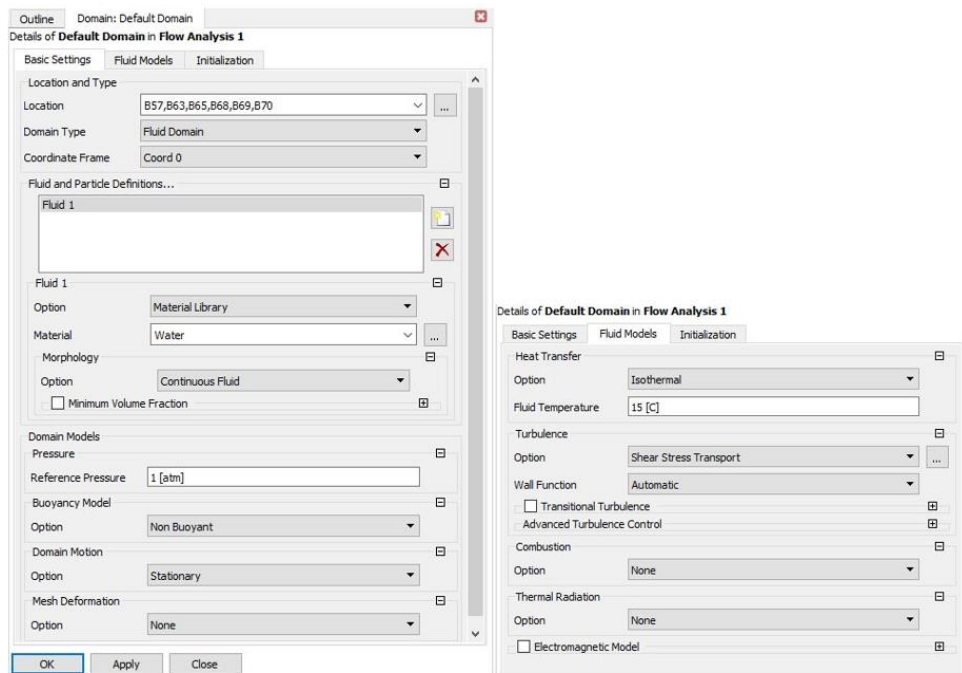 Outline Domain: Default Domain
Details of Default Domain in Flow Analysis 1
Basic Settings Fluid Models Initialization
Location and Type
Location B57,B63,B65,B68,B69,B70 ...
Domain Type Fluid Domain
Coordinate Frame Coord 0
Fluid and Particle Definitions...
Fluid 1
Fluid 1
Option Material Library
Material Water ...
Morphology
Option Continuous Fluid
Minimum Volume Fraction
Domain Models
Pressure
Reference Pressure 1 [atm]
Buoyancy Model
Option Non Buoyant
Domain Motion
Option Stationary
Mesh Deformation
Option None
OK Apply Close
Details of Default Domain in Flow Analysis 1
Basic Settings Fluid Models Initialization
Heat Transfer
Option Isothermal
Fluid Temperature 15 [C]
Turbulence
Option Shear Stress Transport ...
Wall Function Automatic
Transitional Turbulence
Advanced Turbulence Control
Combustion
Option None
Thermal Radiation
Option None
Electromagnetic Model